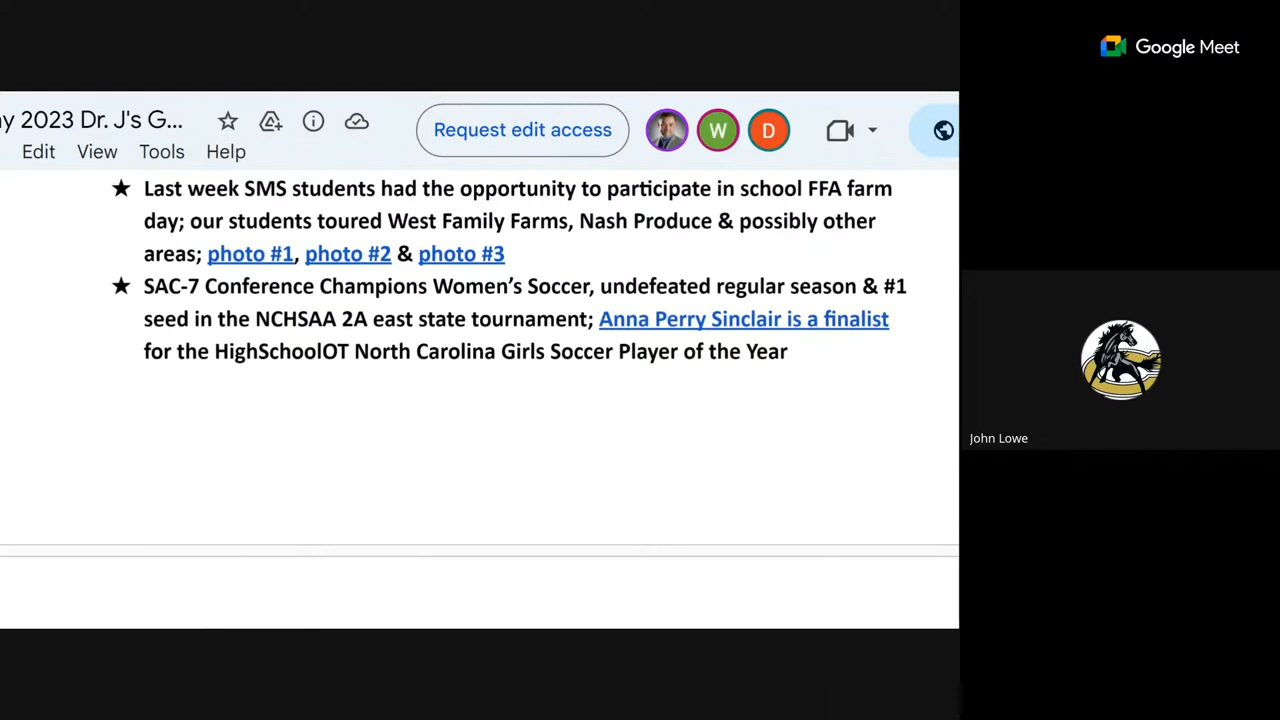 Google Meet
ay 2023 Dr. J's G...
Request edit access
W
D
Edit View Tools Help
★ Last week SMS students had the opportunity to participate in school FFA farm
day; our students toured West Family Farms, Nash Produce & possibly other
areas; photo #1, photo #2 & photo #3
★ SAC-7 Conference Champions Women’s Soccer, undefeated regular season & #1
seed in the NCHSAA 2A east state tournament; Anna Perry Sinclair is a finalist
for the HighSchoolOT North Carolina Girls Soccer Player of the Year
John Lowe